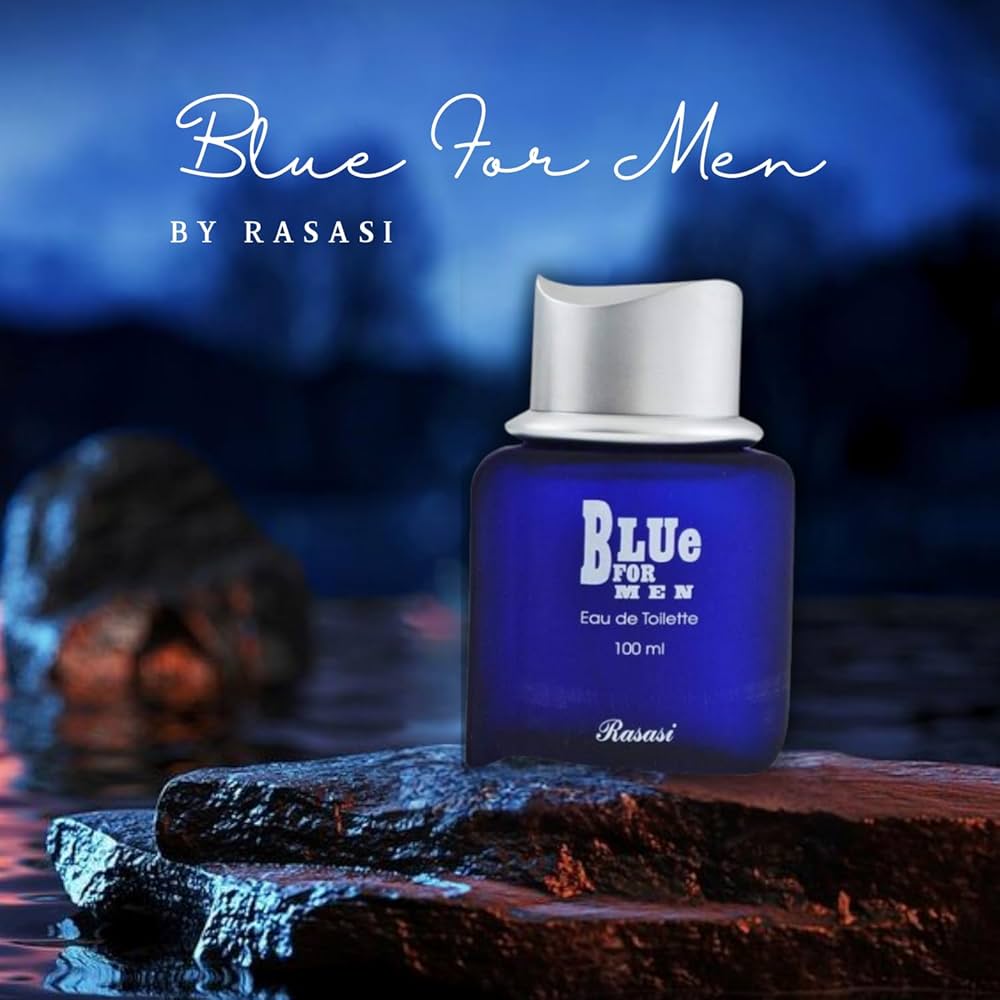 Blue For Men
BY RASASI
BLUe
FOR
MEN
Eau de Toilette
100 ml
Rasasi